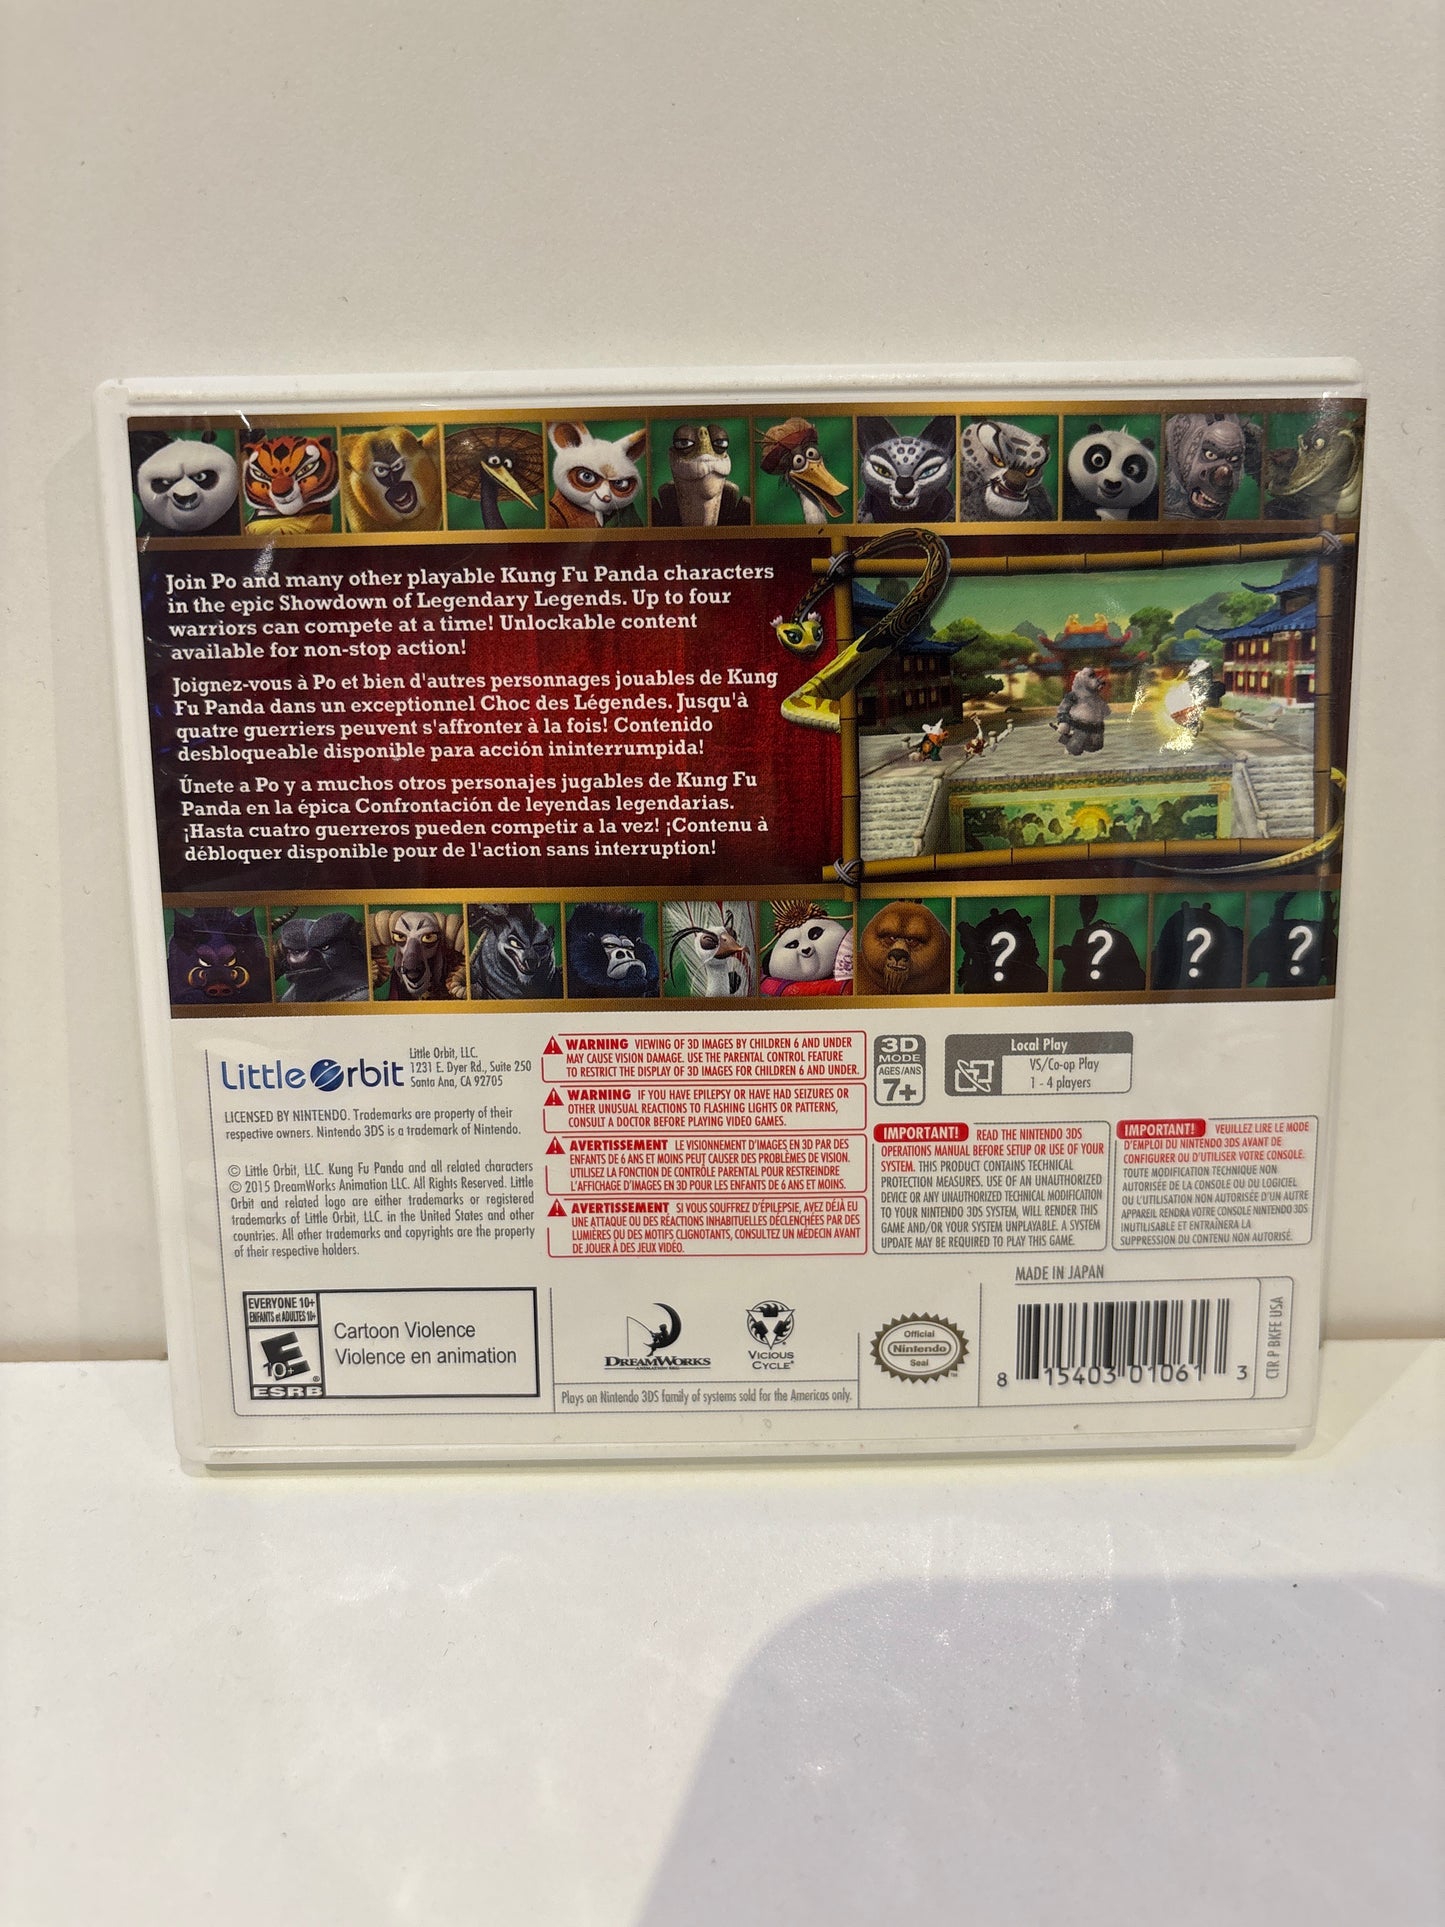 Join Po and many other playable Kung Fu Panda characters
in the epic Showdown of Legendary Legends. Up to four
warriors can compete at a time! Unlockable content
available for non-stop action!
Joignez-vous à Po et bien d'autres personnages jouables de Kung
Fu Panda dans un exceptionnel Choc des Légendes. Jusqu'à
quatre guerriers peuvent s'affronter à la fois! Contenido
desbloqueable disponible para acción ininterrumpida!
Únete a Po y a muchos otros personajes jugables de Kung Fu
Panda en la épica Confrontación de leyendas legendarias.
¡Hasta cuatro guerreros pueden competir a la vez! ¡Contenu à
débloquer disponible pour de l'action sans interruption!
? ? ? ?
Little Orbit
Little Orbit, LLC.
1231 E. Dyer Rd., Suite 250
Santa Ana, CA 92705
LICENSED BY NINTENDO. Trademarks are property of their
respective owners. Nintendo 3DS is a trademark of Nintendo.
© Little Orbit, LLC. Kung Fu Panda and all related characters
© 2015 DreamWorks Animation LLC. All Rights Reserved. Little
Orbit and related logo are either trademarks or registered
trademarks of Little Orbit, LLC. in the United States and other
countries. All other trademarks and copyrights are the property
of their respective holders.
WARNING VIEWING OF 3D IMAGES BY CHILDREN 6 AND UNDER
MAY CAUSE VISION DAMAGE. USE THE PARENTAL CONTROL FEATURE
TO RESTRICT THE DISPLAY OF 3D IMAGES FOR CHILDREN 6 AND UNDER.
WARNING IF YOU HAVE EPILEPSY OR HAVE HAD SEIZURES OR
OTHER UNUSUAL REACTIONS TO FLASHING LIGHTS OR PATTERNS,
CONSULT A DOCTOR BEFORE PLAYING VIDEO GAMES.
AVERTISSEMENT LE VISIONNEMENT D'IMAGES EN 3D PAR DES
ENFANTS DE 6 ANS ET MOINS PEUT CAUSER DES PROBLÈMES DE VISION.
UTILISEZ LA FONCTION DE CONTRÔLE PARENTAL POUR RESTREINDRE
L'AFFICHAGE D'IMAGES EN 3D POUR LES ENFANTS DE 6 ANS ET MOINS.
AVERTISSEMENT SI VOUS SOUFFREZ D'ÉPILEPSIE, AVEZ DÉJÀ EU
UNE ATTAQUE OU DES RÉACTIONS INHABITUELLES DÉCLENCHÉES PAR DES
LUMIÈRES OU DES MOTIFS CLIGNOTANTS, CONSULTEZ UN MÉDECIN AVANT
DE JOUER À DES JEUX VIDÉO.
3D
MODE
AGES/ANS
7+
Local Play
VS/Co-op Play
1 - 4 players
IMPORTANT! READ THE NINTENDO 3DS
OPERATIONS MANUAL BEFORE SETUP OR USE OF YOUR
SYSTEM. THIS PRODUCT CONTAINS TECHNICAL
PROTECTION MEASURES. USE OF AN UNAUTHORIZED
DEVICE OR ANY UNAUTHORIZED TECHNICAL MODIFICATION
TO YOUR NINTENDO 3DS SYSTEM, WILL RENDER THIS
GAME AND/OR YOUR SYSTEM UNPLAYABLE. A SYSTEM
UPDATE MAY BE REQUIRED TO PLAY THIS GAME.
IMPORTANT! VEUILLEZ LIRE LE MODE
D'EMPLOI DU NINTENDO 3DS AVANT DE
CONFIGURER OU D'UTILISER VOTRE CONSOLE.
TOUTE MODIFICATION TECHNIQUE NON
AUTORISÉE DE LA CONSOLE OU DU LOGICIEL
OU L'UTILISATION NON AUTORISÉE D'UN AUTRE
APPAREIL RENDRA VOTRE CONSOLE NINTENDO 3DS
INUTILISABLE ET ENTRAÎNERA LA
SUPPRESSION DU CONTENU NON AUTORISÉ.
MADE IN JAPAN
EVERYONE 10+
ENFANTS et ADULTES 10+
E
10+
ESRB
Cartoon Violence
Violence en animation
DREAMWORKS
VICIOUS
CYCLE
Plays on Nintendo 3DS family of systems sold for the Americas only.
Official
Nintendo
Seal
8 15403 01061 3
CTR P BKFE USA